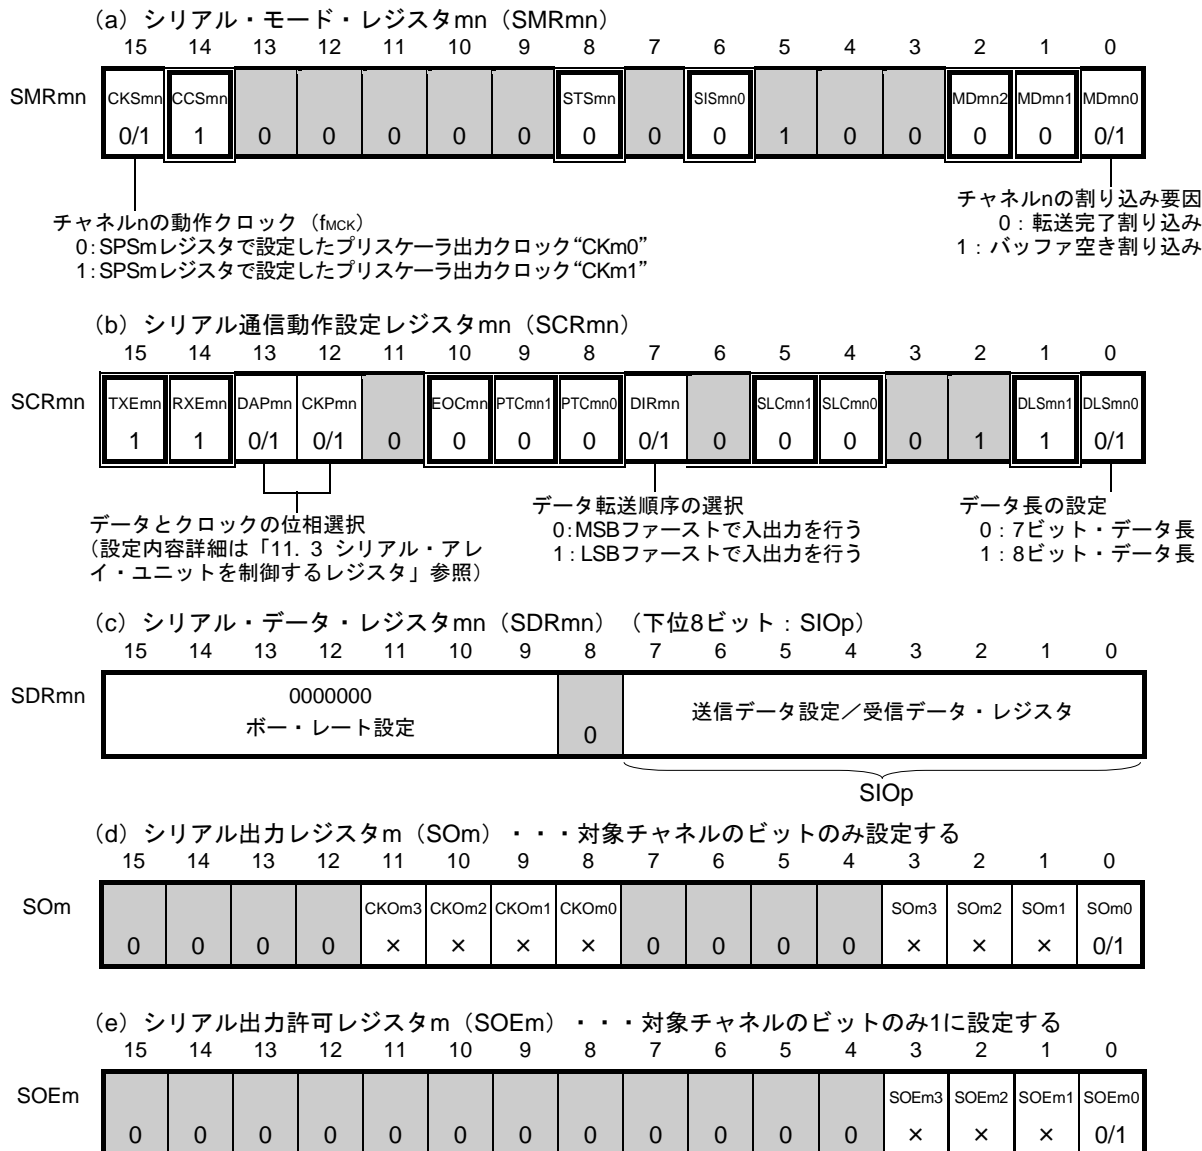 (a) シリアル・モード・レジスタmn（SMRmn）
15 14 13 12 11 10 9 8 7 6 5 4 3 2 1 0
SMRmn CKSmn CCSmn STSmn SISmn0 MDmn2 MDmn1 MDmn0
0/1 1 0 0 0 0 0 0 0 0 1 0 0 0 0 0/1
チャネルnの動作クロック（fMCK）
0:SPSmレジスタで設定したプリスケーラ出力クロック“CKm0”
1:SPSmレジスタで設定したプリスケーラ出力クロック“CKm1”
チャネルnの割り込み要因
0：転送完了割り込み
1：バッファ空き割り込み
(b) シリアル通信動作設定レジスタmn（SCRmn）
15 14 13 12 11 10 9 8 7 6 5 4 3 2 1 0
SCRmn TXEmn RXEmn DAPmn CKPmn EOCmn PTCmn1 PTCmn0 DIRmn SLCmn1 SLCmn0 DLSmn1 DLSmn0
1 1 0/1 0/1 0 0 0 0 0/1 0 0 0 0 1 1 0/1
データとクロックの位相選択
（設定内容詳細は「11. 3 シリアル・アレ
イ・ユニットを制御するレジスタ」参照）
データ転送順序の選択
0:MSBファーストで入出力を行う
1:LSBファーストで入出力を行う
データ長の設定
0：7ビット・データ長
1：8ビット・データ長
(c) シリアル・データ・レジスタmn（SDRmn）（下位8ビット：SIOp）
15 14 13 12 11 10 9 8 7 6 5 4 3 2 1 0
SDRmn
0000000
ボー・レート設定
0
送信データ設定／受信データ・レジスタ
SIOp
(d) シリアル出力レジスタm（SOm）・・・対象チャネルのビットのみ設定する
15 14 13 12 11 10 9 8 7 6 5 4 3 2 1 0
SOm CKOm3 CKOm2 CKOm1 CKOm0 SOm3 SOm2 SOm1 SOm0
0 0 0 0 × × × × 0 0 0 0 × × × 0/1
(e) シリアル出力許可レジスタm（SOEm）・・・対象チャネルのビットのみ1に設定する
15 14 13 12 11 10 9 8 7 6 5 4 3 2 1 0
SOEm SOEm3 SOEm2 SOEm1 SOEm0
0 0 0 0 0 0 0 0 0 0 0 0 × × × 0/1